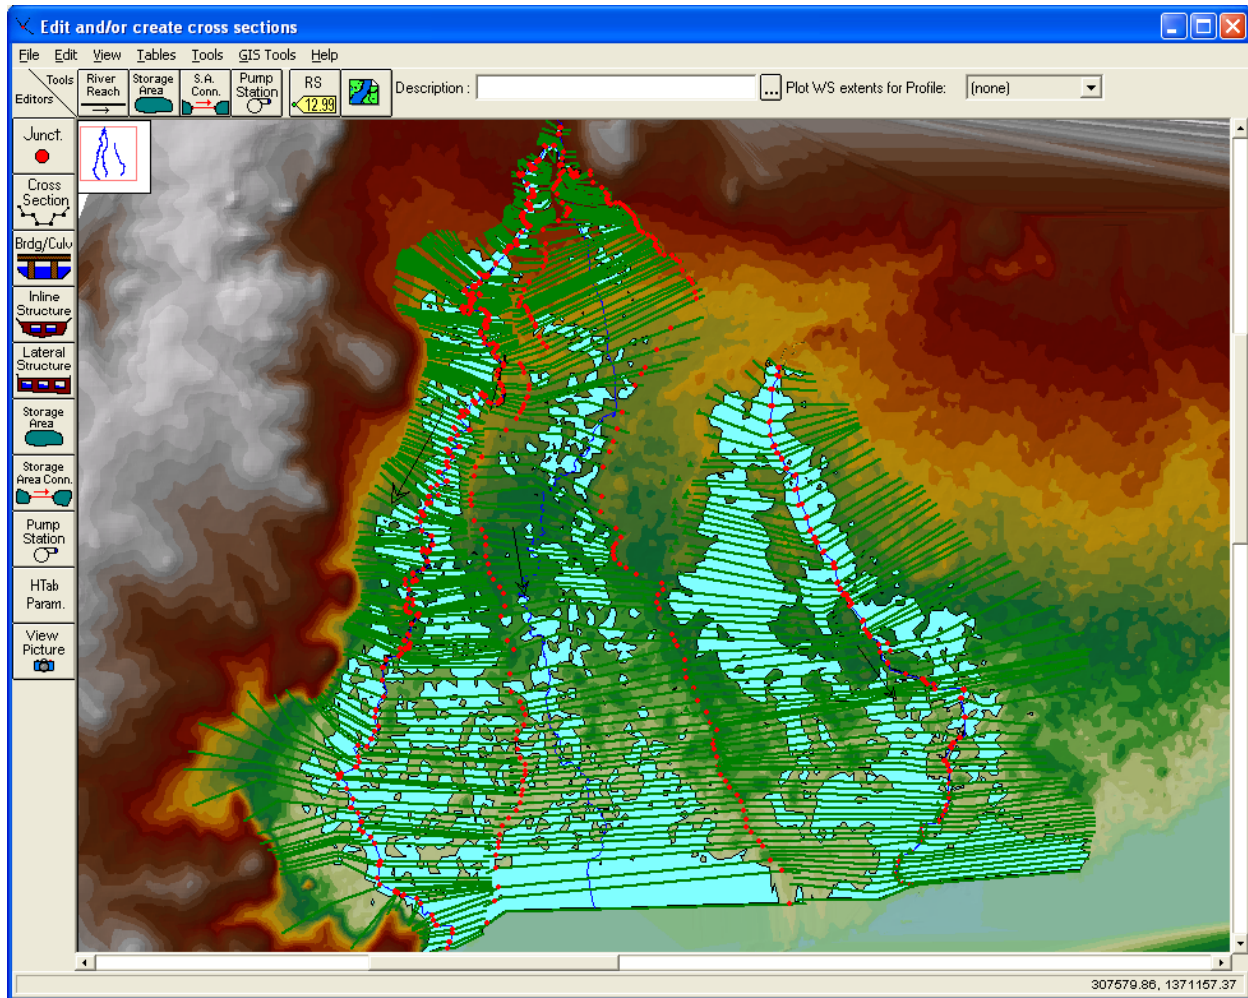 Edit and/or create cross sections
File Edit View Tables Tools GIS Tools Help
Tools
Editors
River
Reach
Storage
Area
S.A.
Conn.
Pump
Station
RS
12.99
Description :
...
Plot WS extents for Profile:
(none)
Junct.
Cross
Section
Brdg/Culv
Inline
Structure
Lateral
Structure
Storage
Area
Storage
Area Conn.
Pump
Station
HTab
Param.
View
Picture
307579.86, 1371157.37